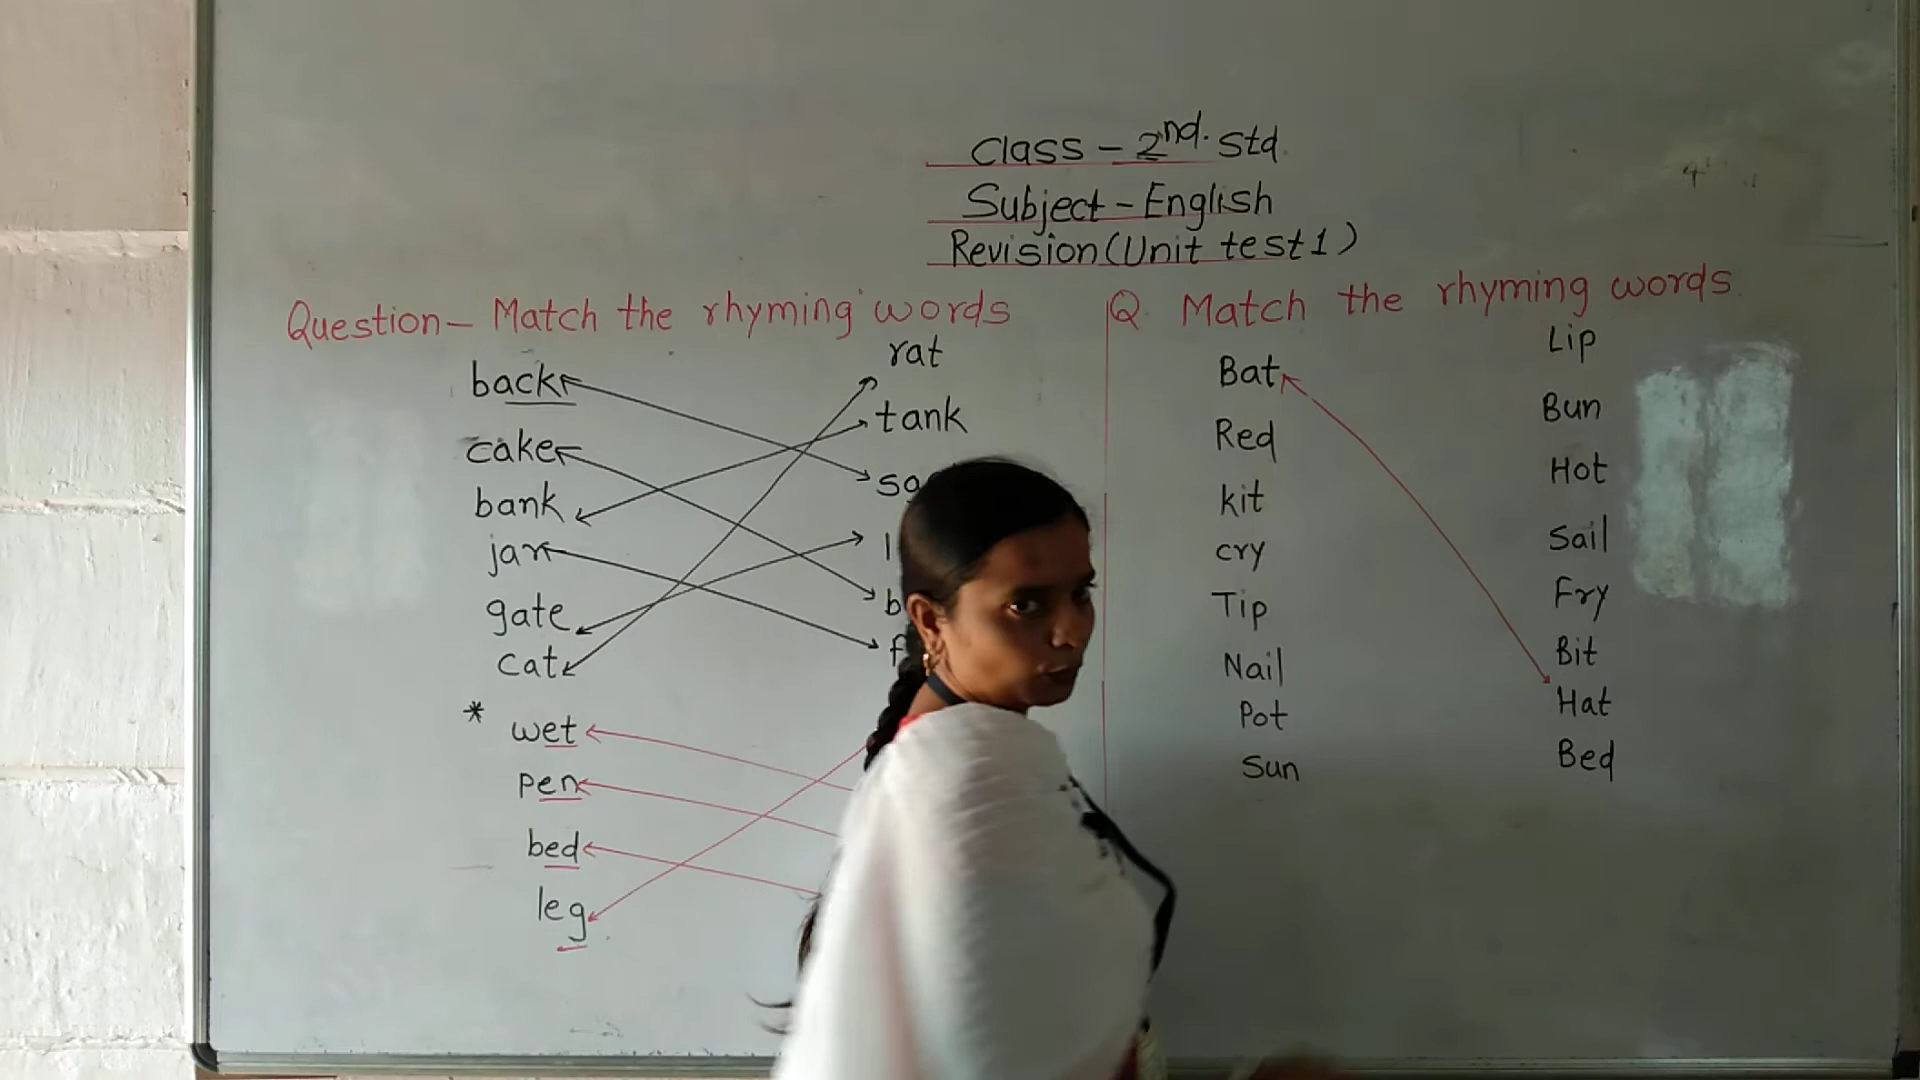 Class - 2nd. Std.
Subject - English
Revision (Unit test 1)
Question - Match the rhyming words
back
rat
cake
tank
bank
jar
gate
cat
* wet
pen
bed
leg
Q. Match the rhyming words.
Bat
Lip
Red
Bun
kit
Hot
cry
Sail
Tip
Fry
Nail
Bit
Pot
Hat
Sun
Bed